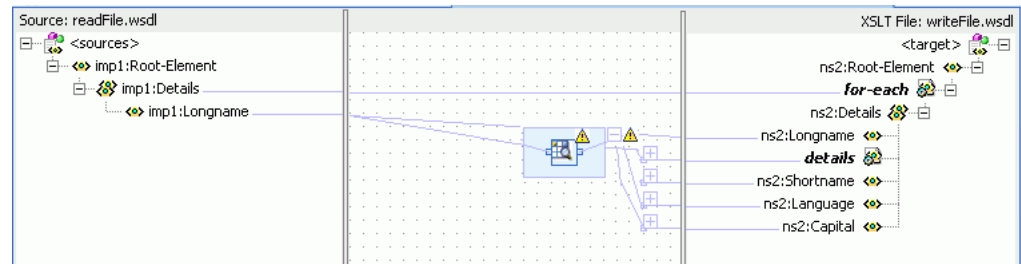 Source: readFile.wsdl
XSLT File: writeFile.wsdl
<sources>
<target>
imp1:Root-Element
ns2:Root-Element
imp1:Details
for-each
imp1:Longname
ns2:Details
ns2:Longname
details
ns2:Shortname
ns2:Language
ns2:Capital